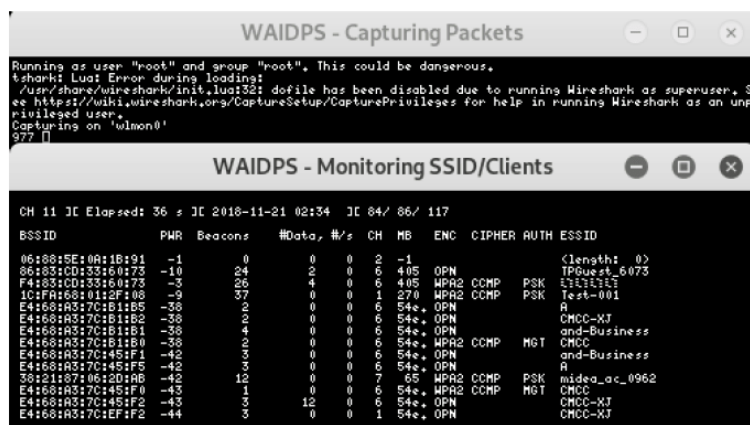 WAIDPS - Capturing Packets
Running as user "root" and group "root". This could be dangerous.
tshark: Lua: Error during loading:
 /usr/share/wireshark/init.lua:32: dofile has been disabled due to running Wireshark as superuser. S
ee https://wiki.wireshark.org/CaptureSetup/CapturePrivileges for help in running Wireshark as an unp
rivileged user.
Capturing on 'wlmon0'
977
WAIDPS - Monitoring SSID/Clients
CH 11 ][ Elapsed: 36 s ][ 2018-11-21 02:34 ][ 84/ 86/ 117
BSSID PWR Beacons #Data, #/s CH MB ENC CIPHER AUTH ESSID
06:88:5E:0A:1B:91 -1 0 0 0 2 -1 <length: 0>
86:83:CD:33:60:73 -10 24 2 0 6 405 OPN TPGuest_6073
F4:83:CD:33:60:73 -3 26 4 0 6 405 WPA2 CCMP PSK
1C:FA:68:01:2F:08 -9 37 0 0 1 270 WPA2 CCMP PSK Test-001
E4:68:A3:7C:B1:B5 -38 2 0 0 6 54e. OPN A
E4:68:A3:7C:B1:B2 -38 2 0 0 6 54e. OPN CMCC-XJ
E4:68:A3:7C:B1:B1 -38 4 0 0 6 54e. OPN and-Business
E4:68:A3:7C:B1:B0 -38 2 0 0 6 54e. WPA2 CCMP MGT CMCC
E4:68:A3:7C:45:F1 -42 3 0 0 6 54e. OPN and-Business
E4:68:A3:7C:45:F5 -42 3 0 0 6 54e. OPN A
38:21:87:06:2D:AB -42 12 0 0 7 65 WPA2 CCMP PSK midea_ac_0962
E4:68:A3:7C:45:F0 -43 1 0 0 6 54e. WPA2 CCMP MGT CMCC
E4:68:A3:7C:45:F2 -43 3 12 0 6 54e. OPN CMCC-XJ
E4:68:A3:7C:EF:F2 -44 3 0 0 1 54e. OPN CMCC-XJ